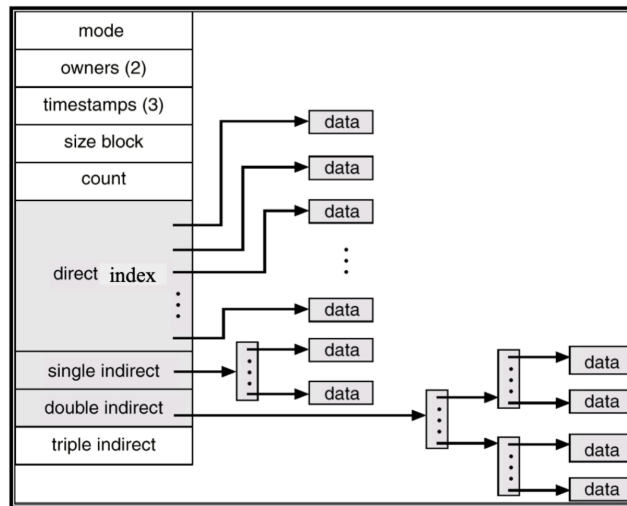 mode
owners (2)
timestamps (3)
size block
count
direct index
single indirect
double indirect
triple indirect
data
data
data
data
data
data
data
data
data
data